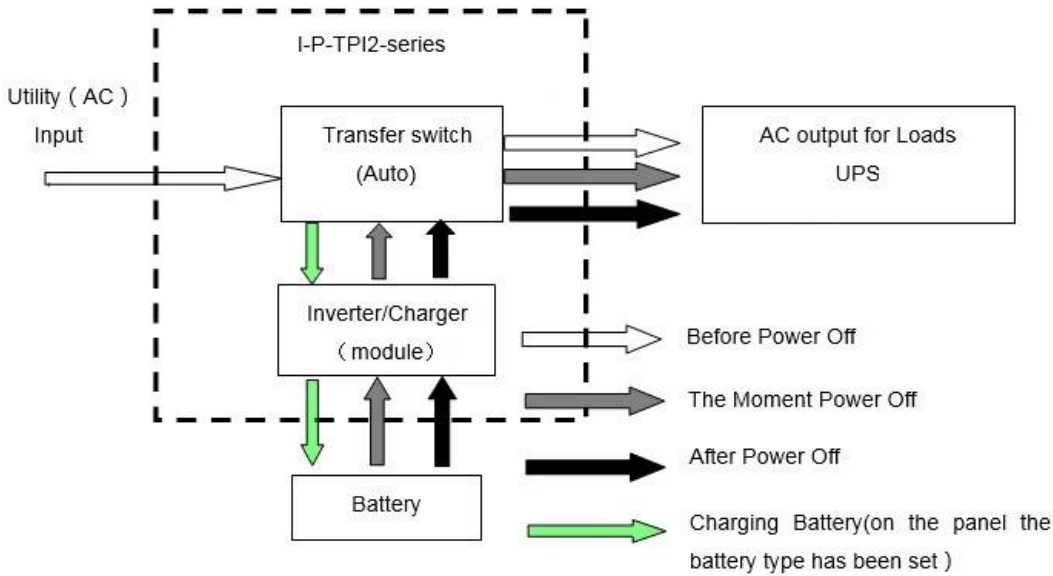 I-P-TPI2-series
Utility ( AC )
Input
Transfer switch
(Auto)
AC output for Loads
UPS
Inverter/Charger
(module)
Before Power Off
The Moment Power Off
After Power Off
Battery
Charging Battery(on the panel the
battery type has been set )